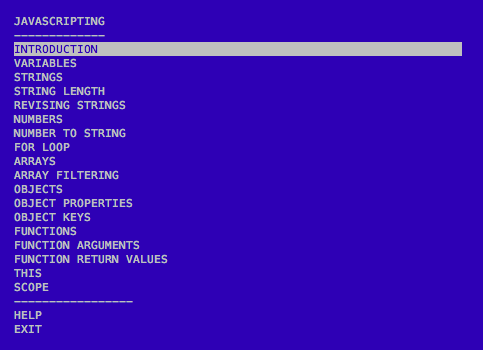 JAVASCRIPTING
─────────────
INTRODUCTION
VARIABLES
STRINGS
STRING LENGTH
REVISING STRINGS
NUMBERS
NUMBER TO STRING
FOR LOOP
ARRAYS
ARRAY FILTERING
OBJECTS
OBJECT PROPERTIES
OBJECT KEYS
FUNCTIONS
FUNCTION ARGUMENTS
FUNCTION RETURN VALUES
THIS
SCOPE
─────────────────
HELP
EXIT